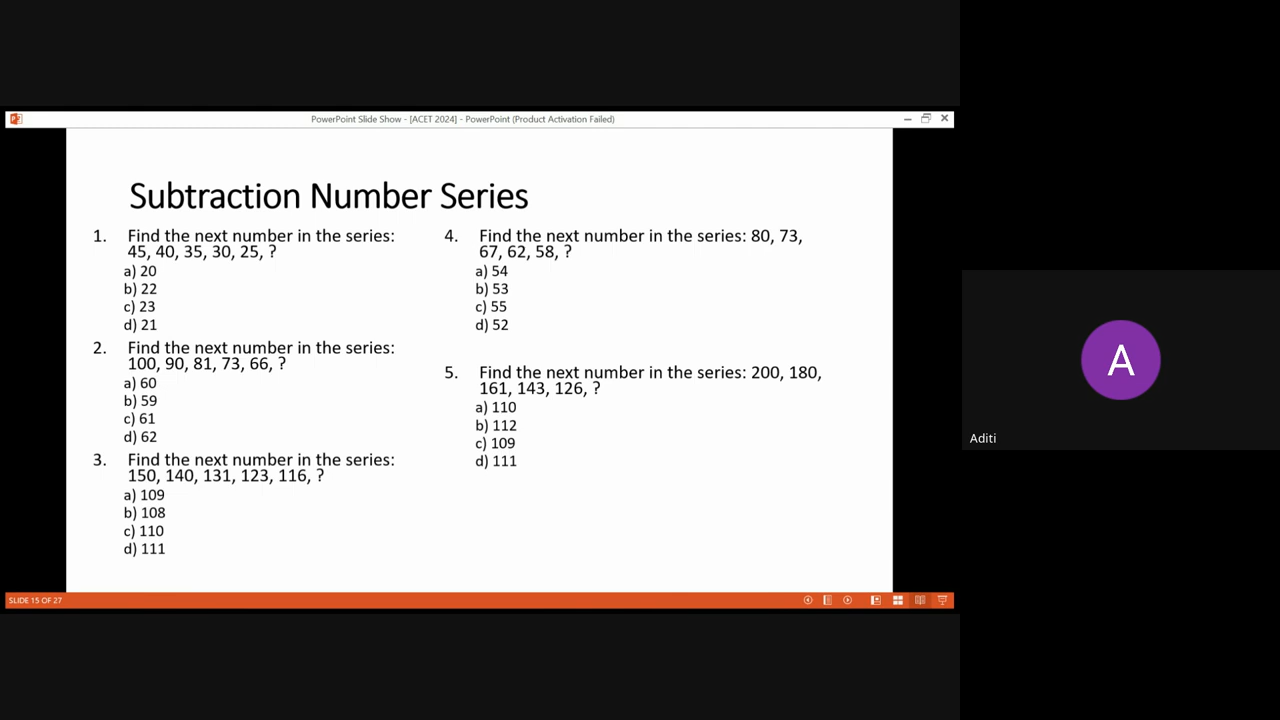 PowerPoint Slide Show - [ACET 2024] - PowerPoint (Product Activation Failed)
Subtraction Number Series
1. Find the next number in the series:
45, 40, 35, 30, 25, ?
a) 20
b) 22
c) 23
d) 21
2. Find the next number in the series:
100, 90, 81, 73, 66, ?
a) 60
b) 59
c) 61
d) 62
3. Find the next number in the series:
150, 140, 131, 123, 116, ?
a) 109
b) 108
c) 110
d) 111
4. Find the next number in the series: 80, 73,
67, 62, 58, ?
a) 54
b) 53
c) 55
d) 52
5. Find the next number in the series: 200, 180,
161, 143, 126, ?
a) 110
b) 112
c) 109
d) 111
SLIDE 15 OF 27
A
Aditi